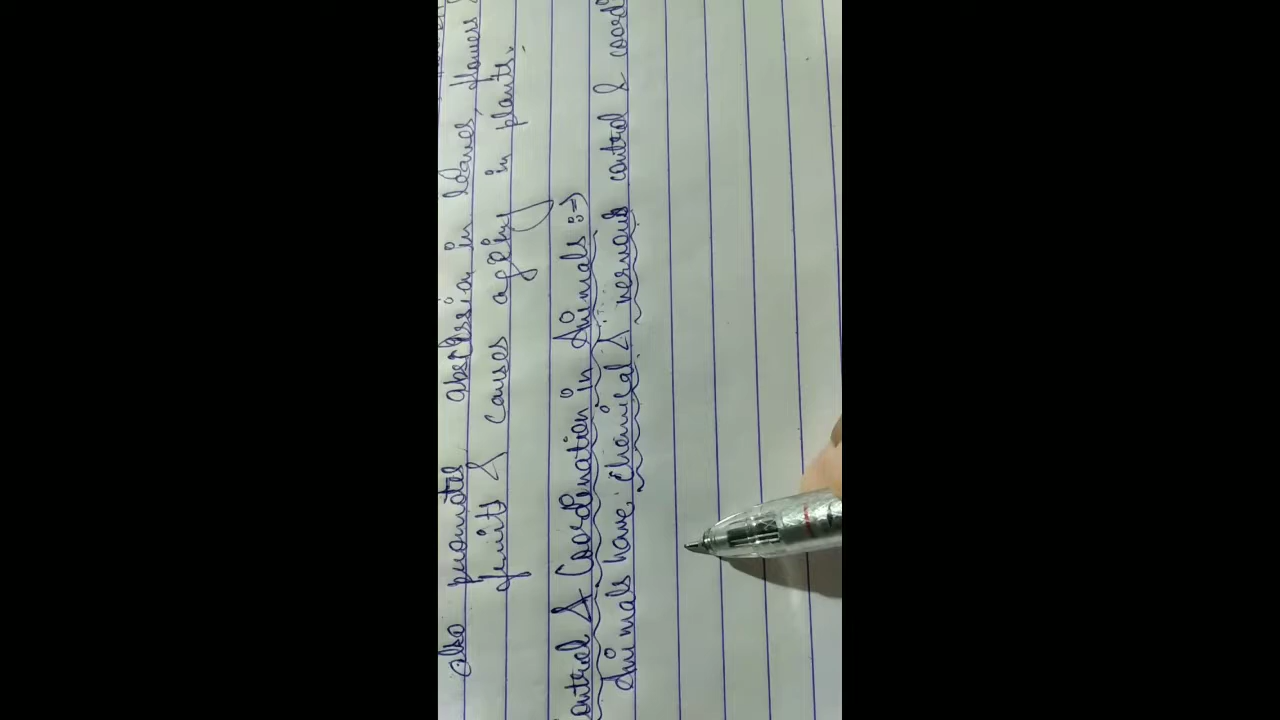 also promotes abscission in leaves, flowers &
fruits & causes ageing in plants.
ontrol & Coordination in Animals :=>
Animals have, chemical & nervous control & coord